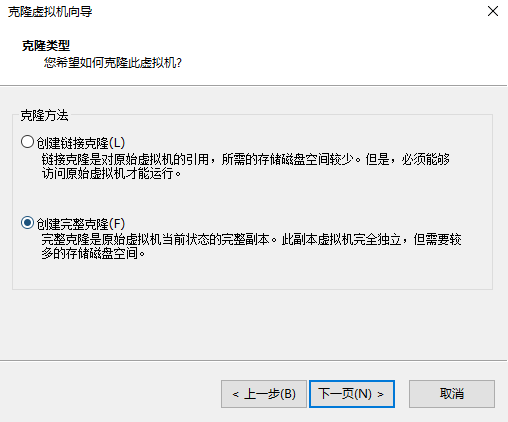 克隆虚拟机向导
克隆类型
您希望如何克隆此虚拟机?
克隆方法
创建链接克隆(L)
链接克隆是对原始虚拟机的引用，所需的存储磁盘空间较少。但是，必须能够
访问原始虚拟机才能运行。
创建完整克隆(F)
完整克隆是原始虚拟机当前状态的完整副本。此副本虚拟机完全独立，但需要较
多的存储磁盘空间。
< 上一步(B) 下一页(N) > 取消